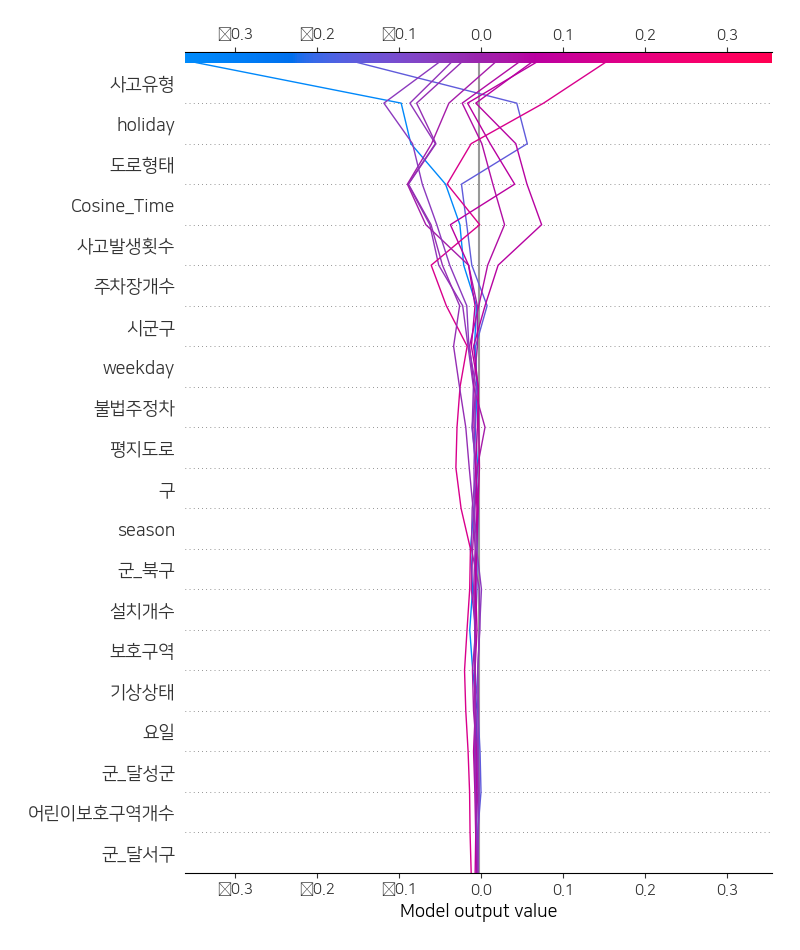 ⊠0.3 ⊠0.2 ⊠0.1 0.0 0.1 0.2 0.3
사고유형
holiday
도로형태
Cosine_Time
사고발생횟수
주차장개수
시군구
weekday
불법주정차
평지도로
구
season
군_북구
설치개수
보호구역
기상상태
요일
군_달성군
어린이보호구역개수
군_달서구
⊠0.3 ⊠0.2 ⊠0.1 0.0 0.1 0.2 0.3
Model output value